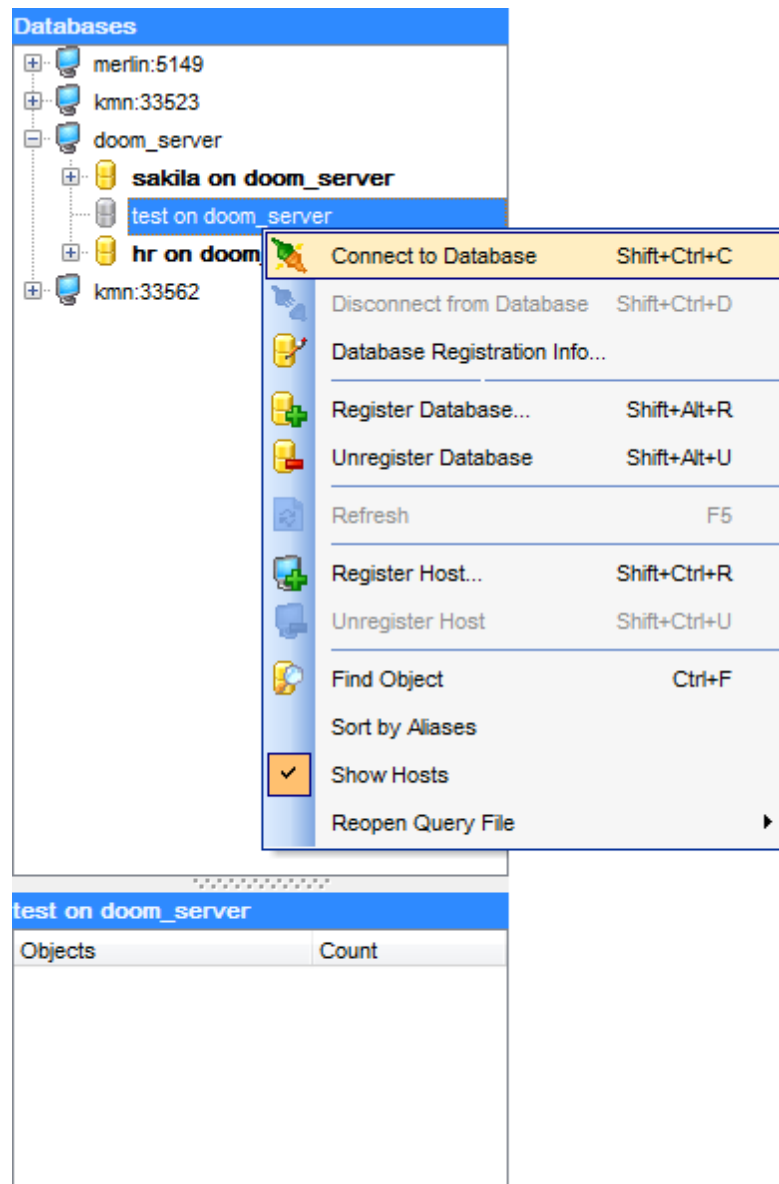 Databases
merlin:5149
kmn:33523
doom_server
sakila on doom_server
test on doom_server
hr on doom_
kmn:33562
Connect to Database Shift+Ctrl+C
Disconnect from Database Shift+Ctrl+D
Database Registration Info...
Register Database... Shift+Alt+R
Unregister Database Shift+Alt+U
Refresh F5
Register Host... Shift+Ctrl+R
Unregister Host Shift+Ctrl+U
Find Object Ctrl+F
Sort by Aliases
Show Hosts
Reopen Query File
test on doom_server
Objects Count